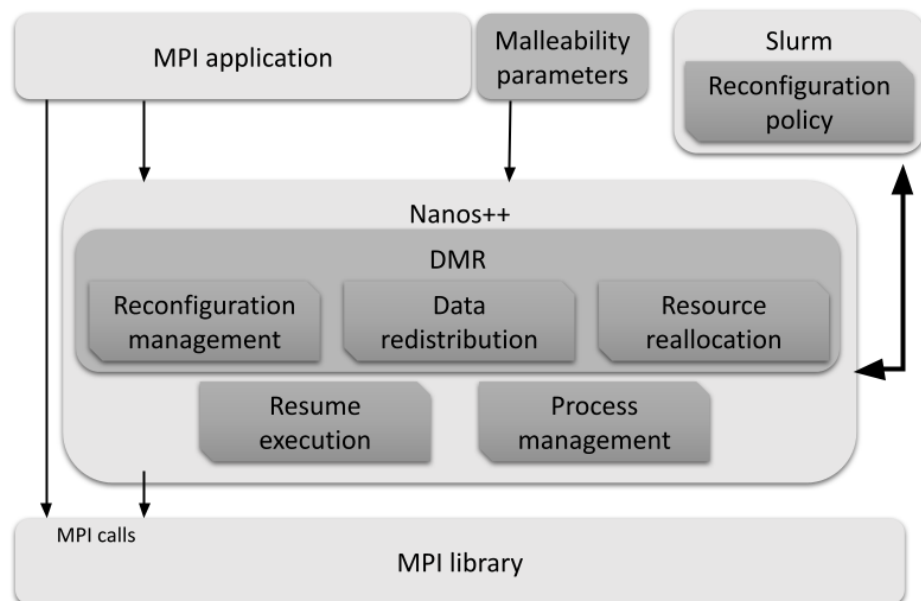 MPI application
Malleability
parameters
Slurm
Reconfiguration
policy
Nanos++
DMR
Reconfiguration
management
Data
redistribution
Resource
reallocation
Resume
execution
Process
management
MPI calls
MPI library